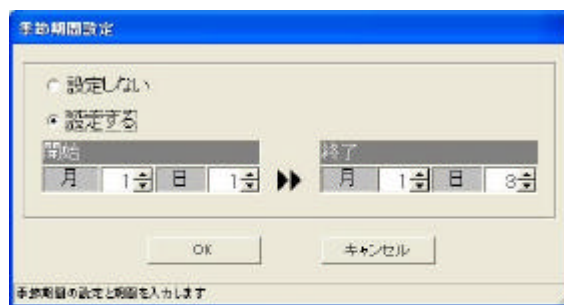 季節期間設定
設定しない
設定する
開始 終了
月 1 日 1 月 1 日 8
OK キャンセル
季節期間の設定と期間を入力します